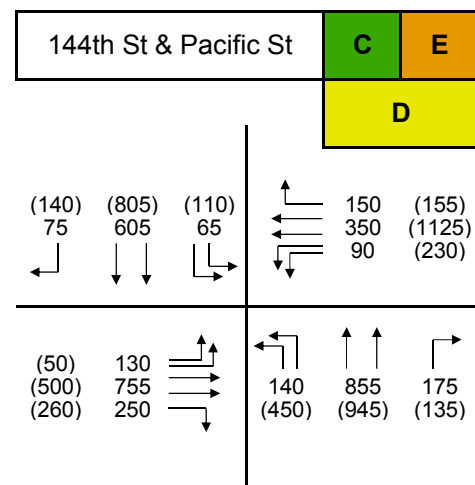 144th St & Pacific St C E
D
(140) (805) (110)
75 605 65
150 (155)
350 (1125)
90 (230)
(50) 130
(500) 755
(260) 250
140 855 175
(450) (945) (135)